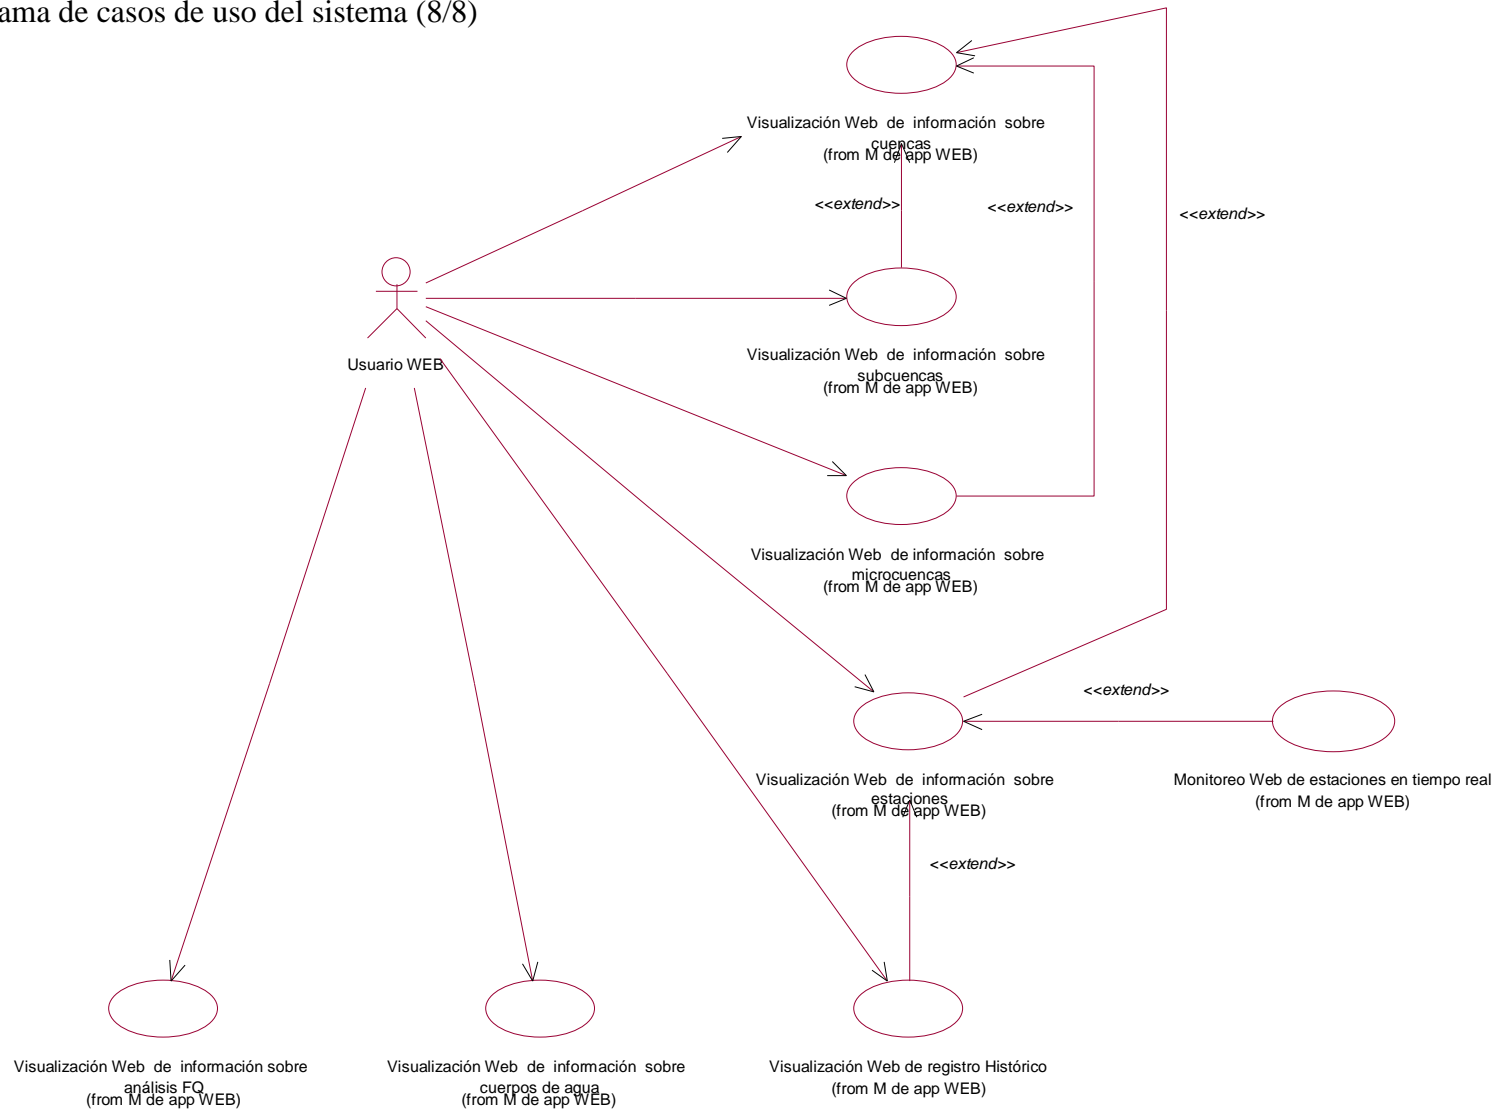 ama de casos de uso del sistema (8/8)
Visualización Web de información sobre
cuencas
(from M de app WEB)
<<extend>>
<<extend>>
<<extend>>
Usuario WEB
Visualización Web de información sobre
subcuencas
(from M de app WEB)
Visualización Web de información sobre
microcuencas
(from M de app WEB)
<<extend>>
Visualización Web de información sobre
estaciones
(from M de app WEB)
Monitoreo Web de estaciones en tiempo real
(from M de app WEB)
<<extend>>
Visualización Web de información sobre
análisis FQ
(from M de app WEB)
Visualización Web de información sobre
cuerpos de agua
(from M de app WEB)
Visualización Web de registro Histórico
(from M de app WEB)